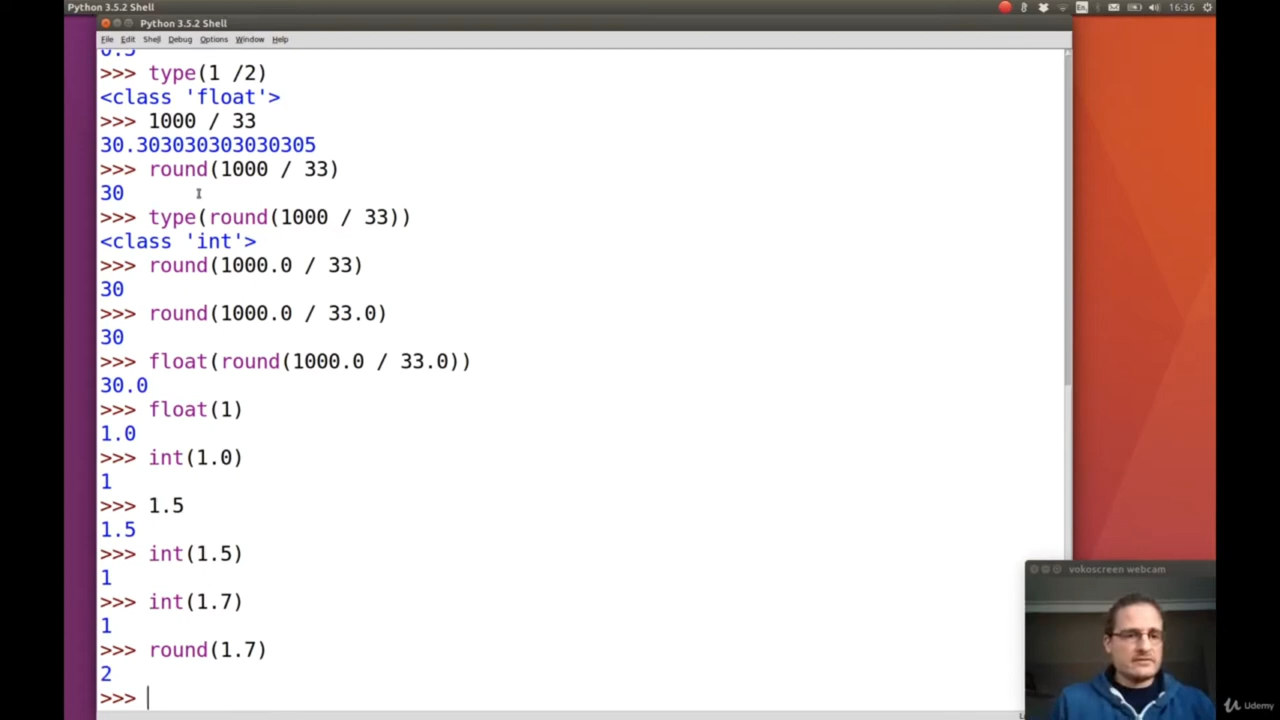 Python 3.5.2 Shell
En
16:36
Python 3.5.2 Shell
File Edit Shell Debug Options Window Help
0.5
>>> type(1 /2)
<class 'float'>
>>> 1000 / 33
30.303030303030305
>>> round(1000 / 33)
30
>>> type(round(1000 / 33))
<class 'int'>
>>> round(1000.0 / 33)
30
>>> round(1000.0 / 33.0)
30
>>> float(round(1000.0 / 33.0))
30.0
>>> float(1)
1.0
>>> int(1.0)
1
>>> 1.5
1.5
>>> int(1.5)
1
>>> int(1.7)
1
>>> round(1.7)
2
>>>
vokoscreen webcam
Udemy